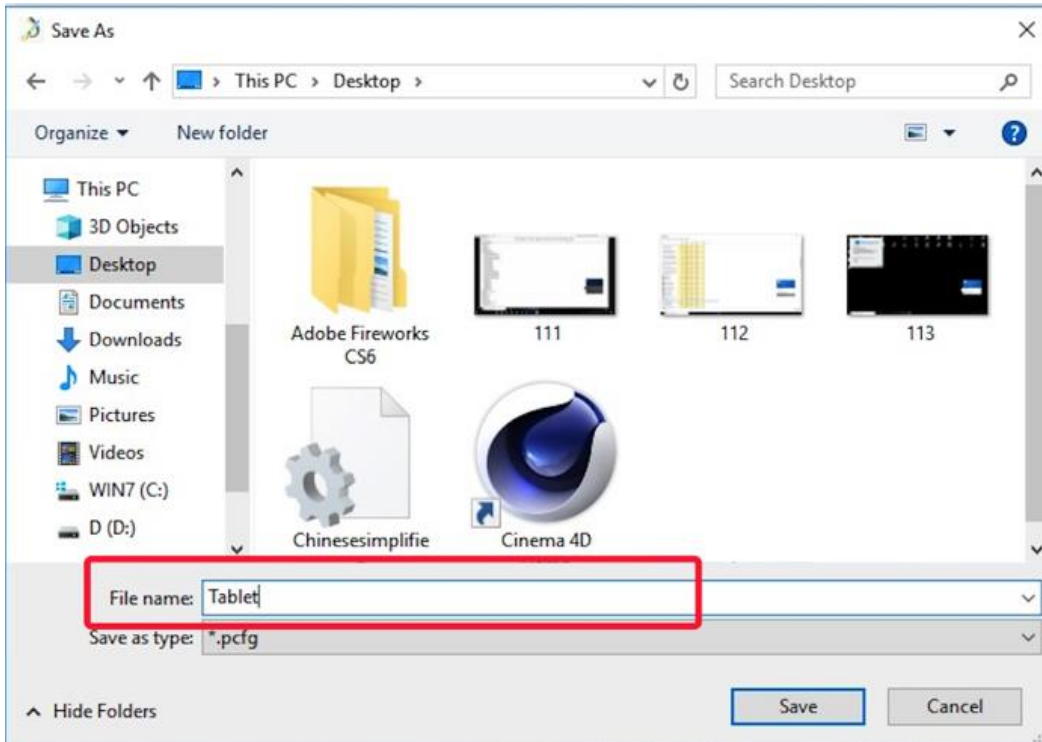 Save As
This PC > Desktop >
Search Desktop
Organize
New folder
This PC
3D Objects
Desktop
Documents
Downloads
Music
Pictures
Videos
WIN7 (C:)
D (D:)
Adobe Fireworks
CS6
111
112
113
Chinesesimplifie
Cinema 4D
File name: Tablet
Save as type: *.pcfg
Hide Folders
Save
Cancel